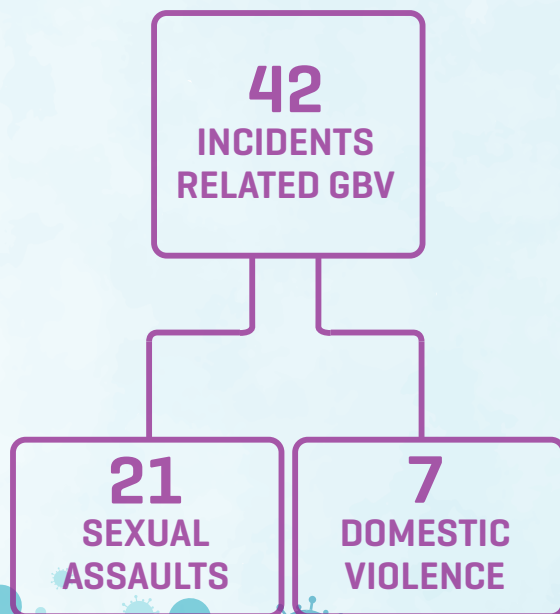 42
INCIDENTS
RELATED GBV
21
SEXUAL
ASSAULTS
7
DOMESTIC
VIOLENCE